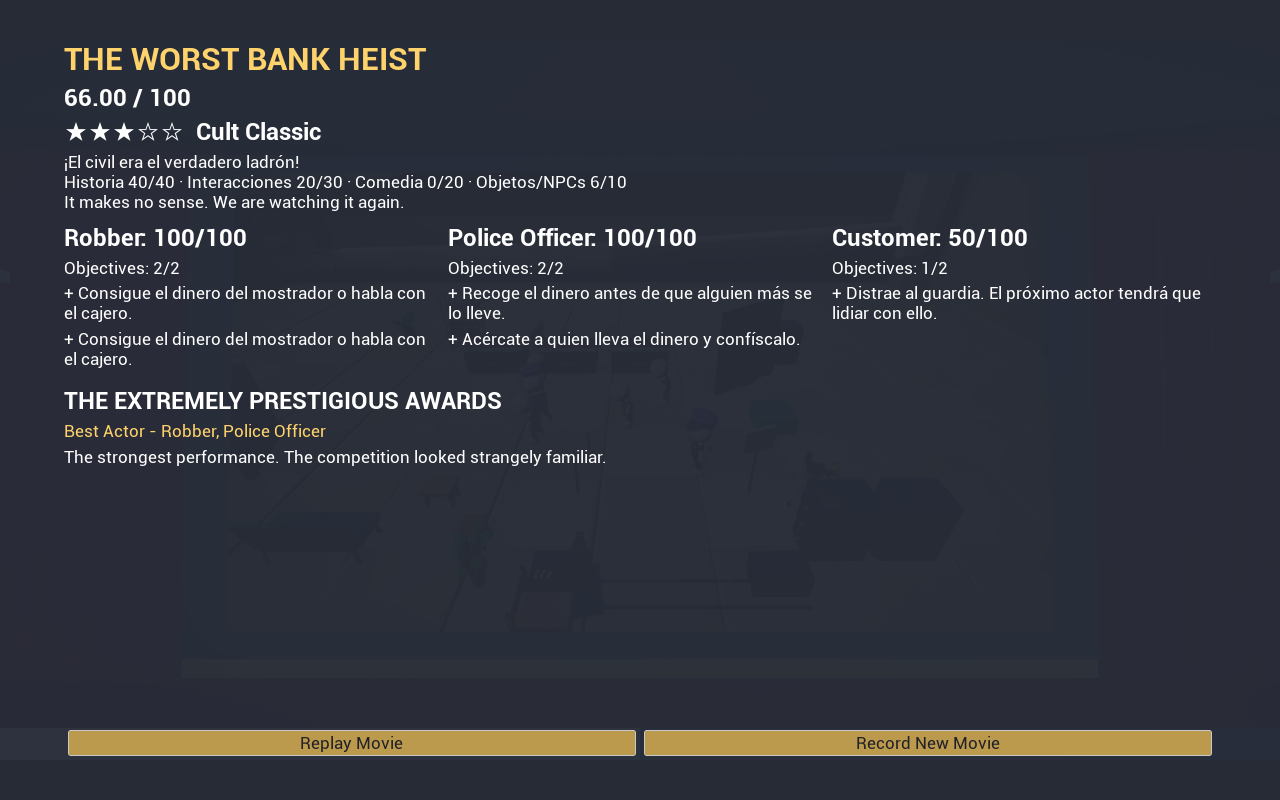 THE WORST BANK HEIST
66.00 / 100
★★★☆☆ Cult Classic
¡El civil era el verdadero ladrón!
Historia 40/40 · Interacciones 20/30 · Comedia 0/20 · Objetos/NPCs 6/10
It makes no sense. We are watching it again.
Robber: 100/100
Objectives: 2/2
+ Consigue el dinero del mostrador o habla con
el cajero.
+ Consigue el dinero del mostrador o habla con
el cajero.
Police Officer: 100/100
Objectives: 2/2
+ Recoge el dinero antes de que alguien más se
lo lleve.
+ Acércate a quien lleva el dinero y confíscalo.
Customer: 50/100
Objectives: 1/2
+ Distrae al guardia. El próximo actor tendrá que
lidiar con ello.
THE EXTREMELY PRESTIGIOUS AWARDS
Best Actor - Robber, Police Officer
The strongest performance. The competition looked strangely familiar.
Replay Movie
Record New Movie